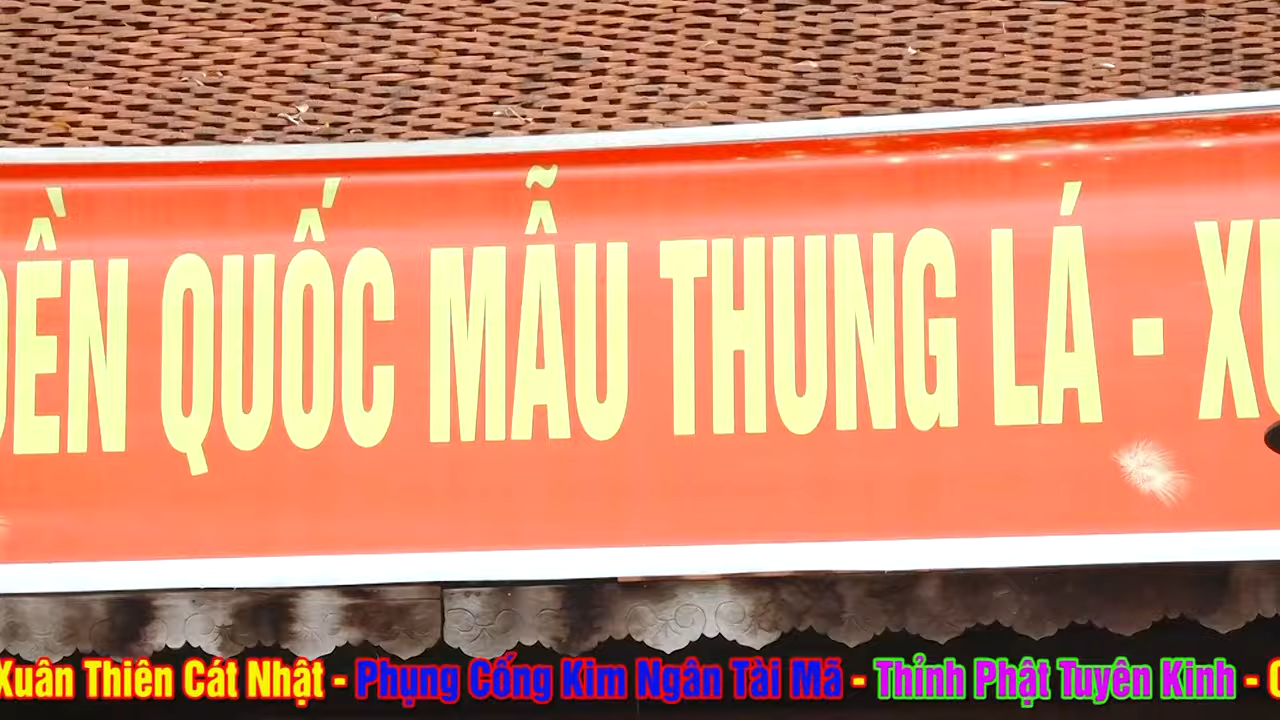 ĐỀN QUỐC MẪU THUNG LÁ - XU
Xuân Thiên Cát Nhật - Phụng Cống Kim Ngân Tài Mã - Thỉnh Phật Tuyên Kinh -